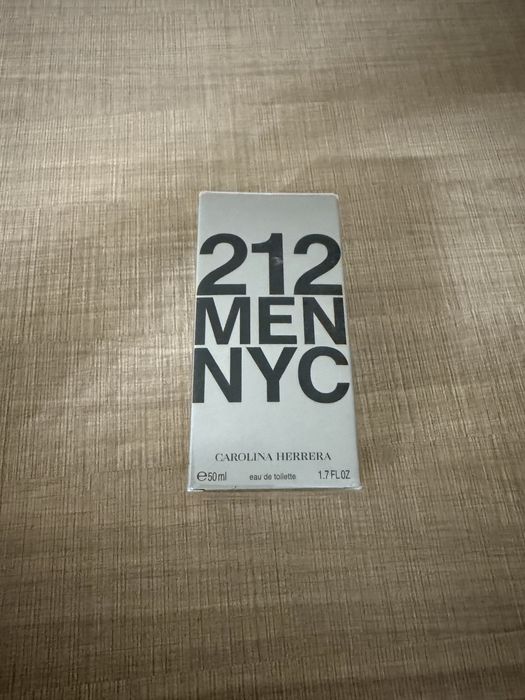 212
MEN
NYC
CAROLINA HERRERA
℮50 ml eau de toilette 1.7 FL OZ